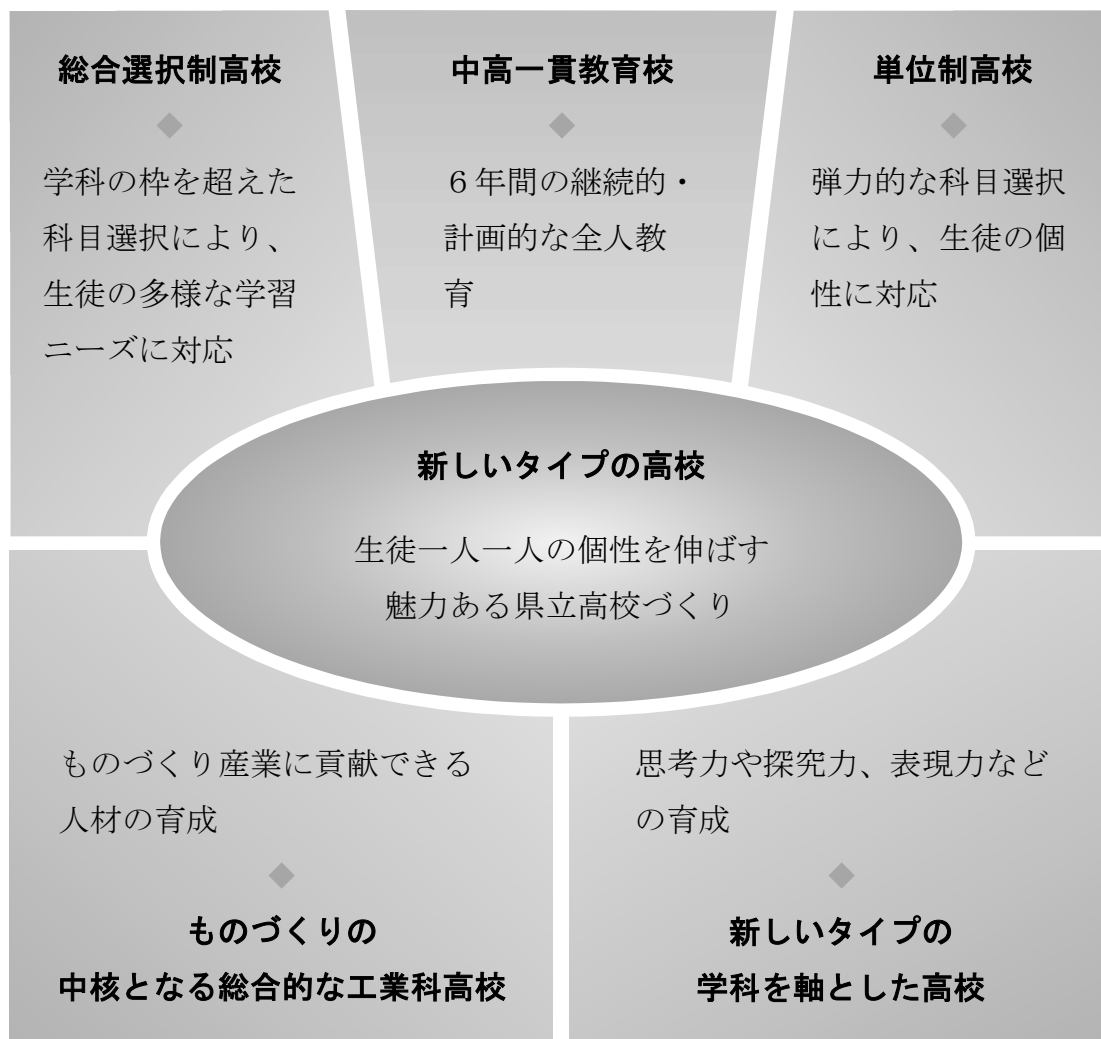 総合選択制高校
◆
学科の枠を超えた
科目選択により、
生徒の多様な学習
ニーズに対応
中高一貫教育校
◆
６年間の継続的・
計画的な全人教
育
単位制高校
◆
弾力的な科目選択
により、生徒の個
性に対応
新しいタイプの高校
生徒一人一人の個性を伸ばす
魅力ある県立高校づくり
ものづくり産業に貢献できる
人材の育成
◆
ものづくりの
中核となる総合的な工業科高校
思考力や探究力、表現力など
の育成
◆
新しいタイプの
学科を軸とした高校